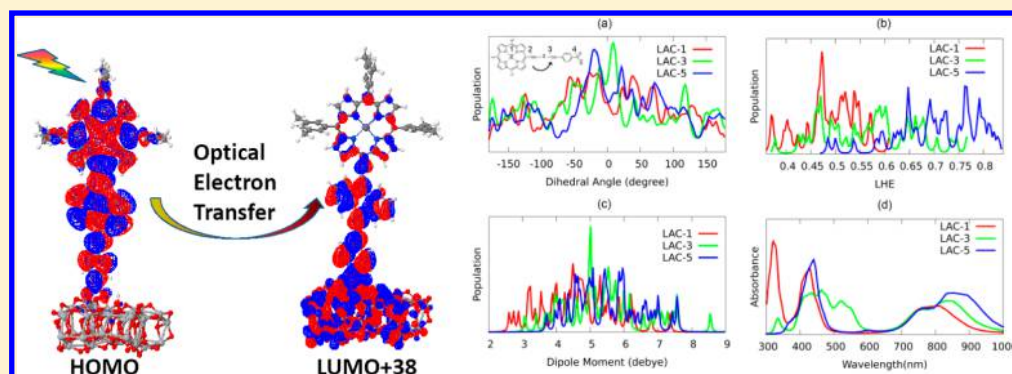 Optical
Electron
Transfer
HOMO
LUMO+38
(a)
Population
1 2 3 4
LAC-1
LAC-3
LAC-5
-150 -100 -50 0 50 100 150
Dihedral Angle (degree)
(b)
Population
LAC-1
LAC-3
LAC-5
0.4 0.45 0.5 0.55 0.6 0.65 0.7 0.75 0.8
LHE
(c)
Population
LAC-1
LAC-3
LAC-5
2 3 4 5 6 7 8 9
Dipole Moment (debye)
(d)
Absorbance
LAC-1
LAC-3
LAC-5
300 400 500 600 700 800 900 1000
Wavelength(nm)